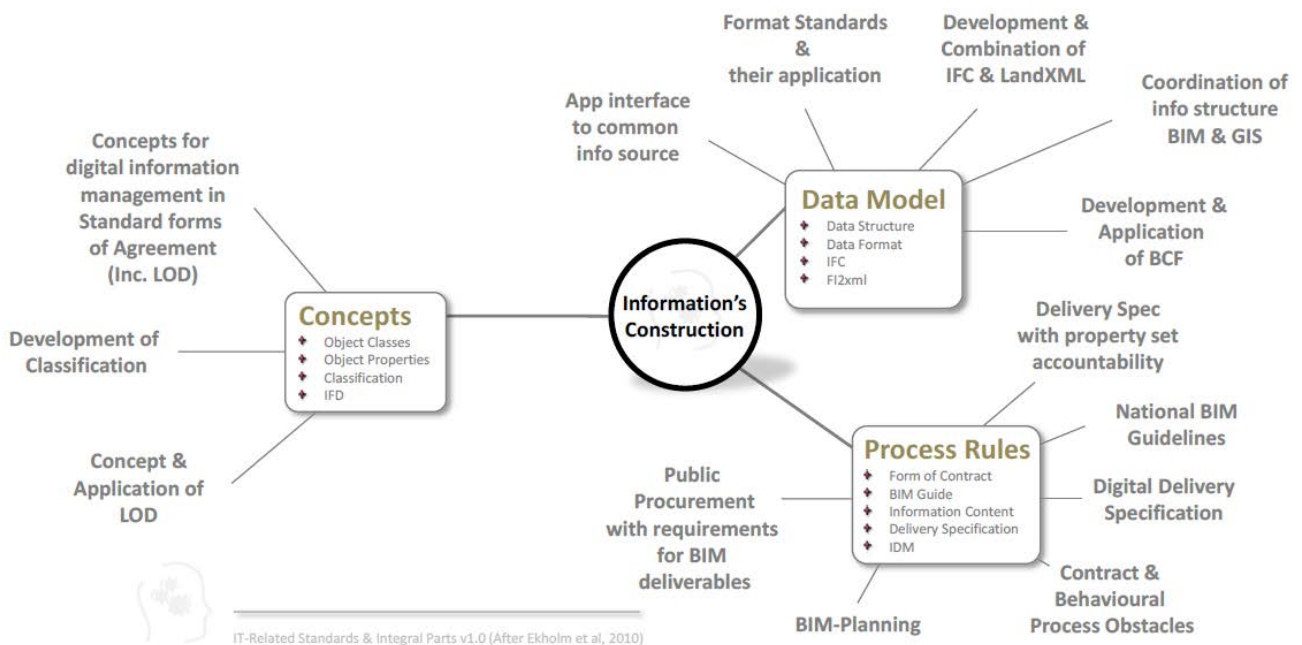 Format Standards
&
their application
Development &
Combination of
IFC & LandXML
Coordination of
info structure
BIM & GIS
App interface
to common
info source
Concepts for
digital information
management in
Standard forms
of Agreement
(Inc. LOD)
Data Model
Data Structure
Data Format
IFC
FI2xml
Development &
Application
of BCF
Information's
Construction
Concepts
Object Classes
Object Properties
Classification
IFD
Development of
Classification
Concept &
Application of
LOD
Delivery Spec
with property set
accountability
National BIM
Guidelines
Process Rules
Form of Contract
BIM Guide
Information Content
Delivery Specification
IDM
Public
Procurement
with requirements
for BIM
deliverables
Digital Delivery
Specification
Contract &
Behavioural
Process Obstacles
BIM-Planning
IT-Related Standards & Integral Parts v1.0 (After Ekholm et al, 2010)